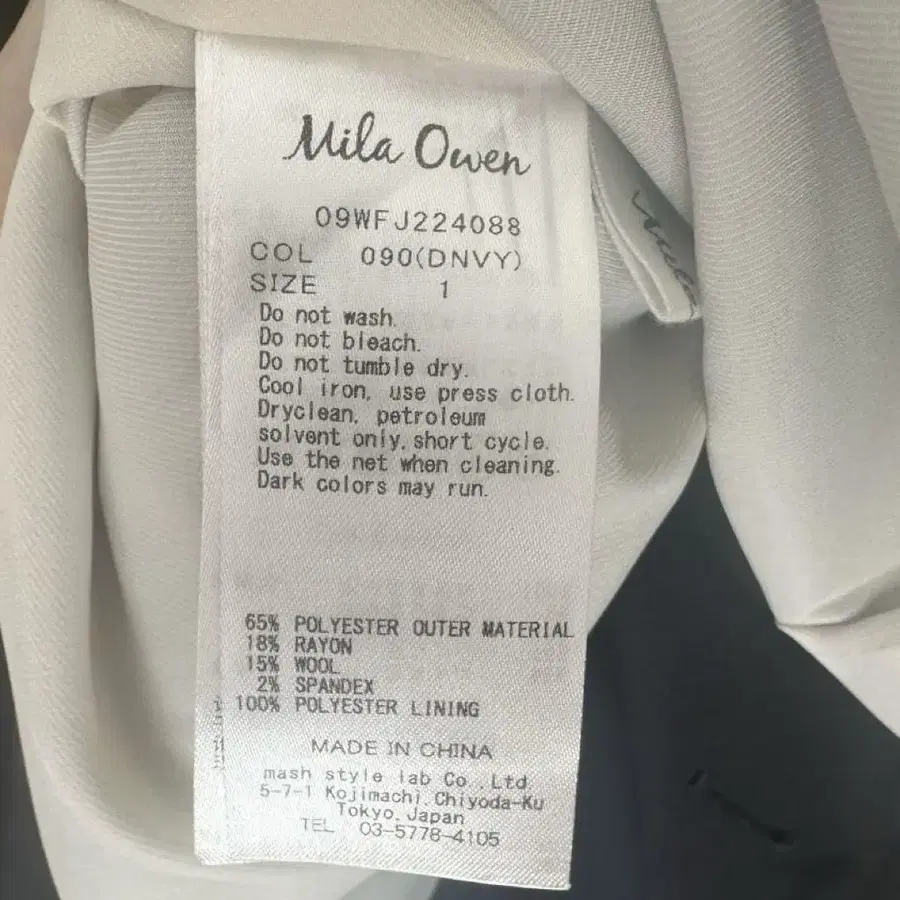 Mila Owen
09WFJ224088
COL 090(DNVY)
SIZE 1
Do not wash.
Do not bleach.
Do not tumble dry.
Cool iron, use press cloth.
Dryclean, petroleum
solvent only, short cycle.
Use the net when cleaning.
Dark colors may run.
65% POLYESTER OUTER MATERIAL
18% RAYON
15% WOOL
2% SPANDEX
100% POLYESTER LINING
MADE IN CHINA
mash style lab Co.,Ltd.
5-7-1 Kojimachi,Chiyoda-Ku
Tokyo,Japan
TEL 03-5778-4105